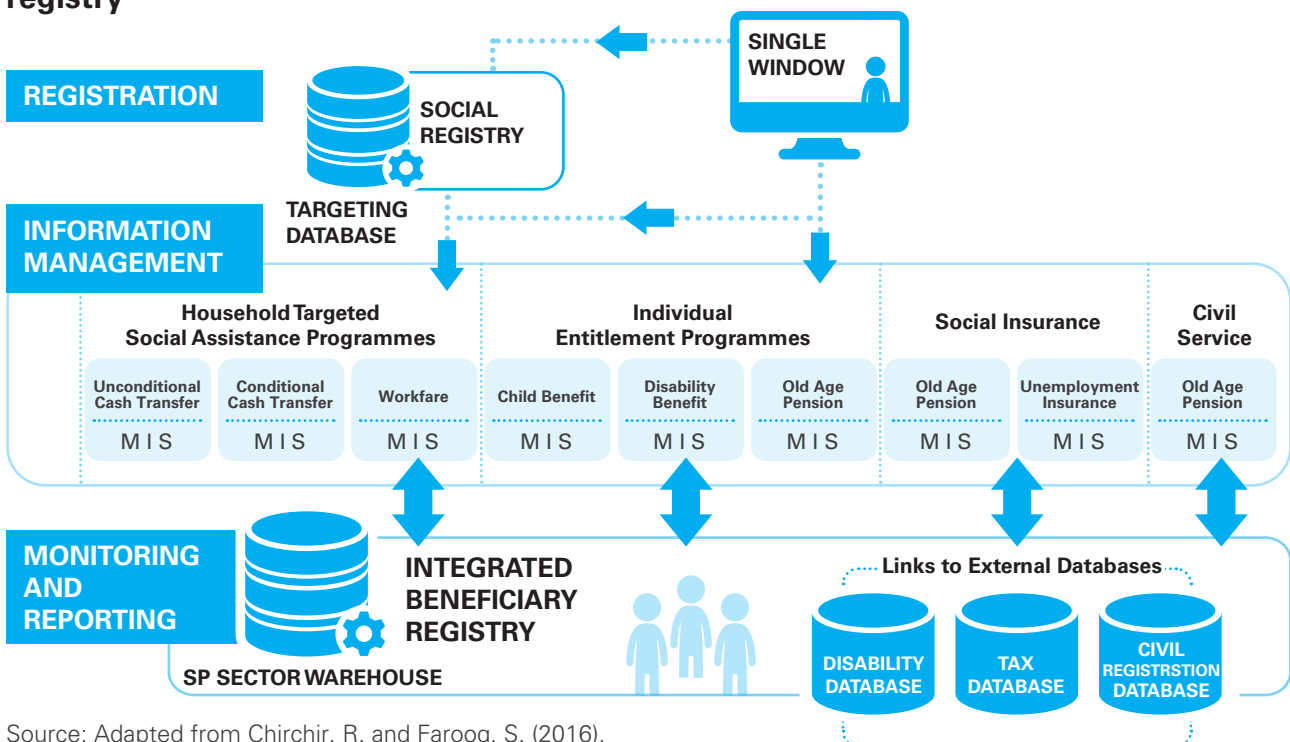 registry
SINGLE
WINDOW
REGISTRATION
SOCIAL
REGISTRY
TARGETING
DATABASE
INFORMATION
MANAGEMENT
Household Targeted
Social Assistance Programmes
Individual
Entitlement Programmes
Social Insurance
Civil
Service
Unconditional
Cash Transfer
MIS
Conditional
Cash Transfer
MIS
Workfare
MIS
Child Benefit
MIS
Disability
Benefit
MIS
Old Age
Pension
MIS
Old Age
Pension
MIS
Unemployment
Insurance
MIS
Old Age
Pension
MIS
MONITORING
AND
REPORTING
INTEGRATED
BENEFICIARY
REGISTRY
SP SECTOR WAREHOUSE
Links to External Databases
DISABILITY
DATABASE
TAX
DATABASE
CIVIL
REGISTRSTION
DATABASE
Source: Adapted from Chirchir, R. and Farooq, S. (2016).